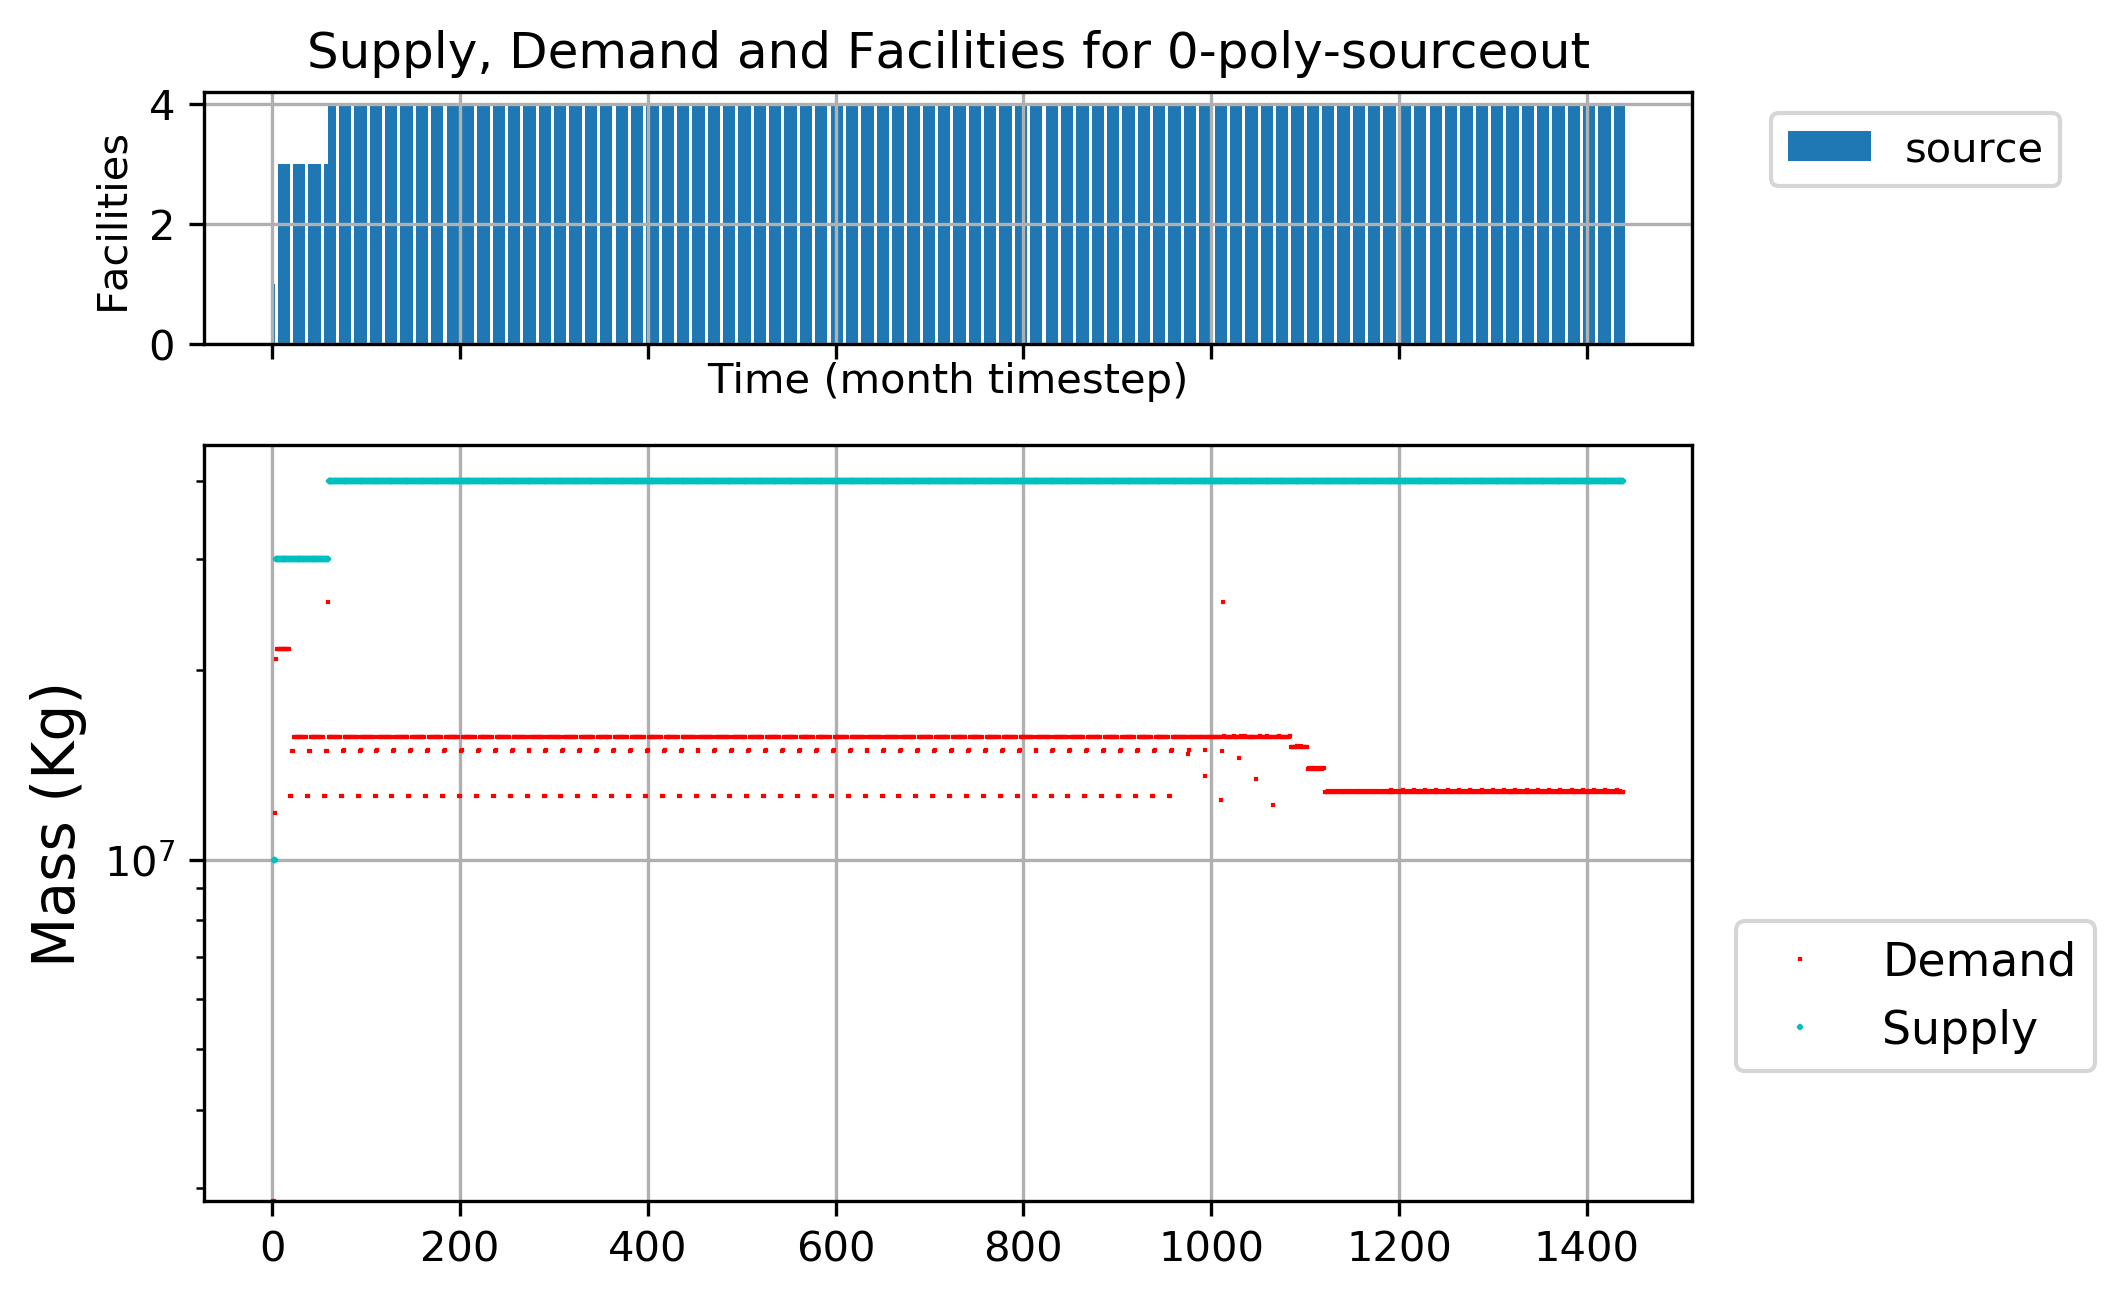 Supply, Demand and Facilities for 0-poly-sourceout
4
2
0
Facilities
source
Time (month timestep)
Mass (Kg)
10⁷
Demand
Supply
0 200 400 600 800 1000 1200 1400